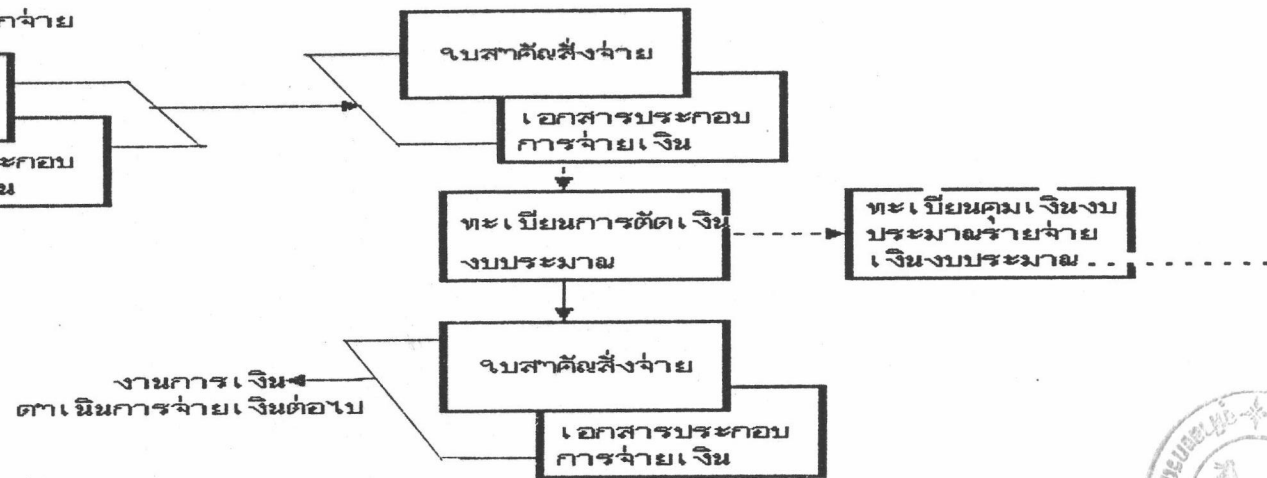 กจ่าย
ใบสำคัญสั่งจ่าย
เอกสารประกอบ
การจ่ายเงิน
ะกอบ
น
ทะเบียนการตัดเงิน
งบประมาณ
ทะเบียนคุมเงินงบ
ประมาณรายจ่าย
เงินงบประมาณ
ใบสำคัญสั่งจ่าย
งานการเงิน
ดำเนินการจ่ายเงินต่อไป
เอกสารประกอบ
การจ่ายเงิน